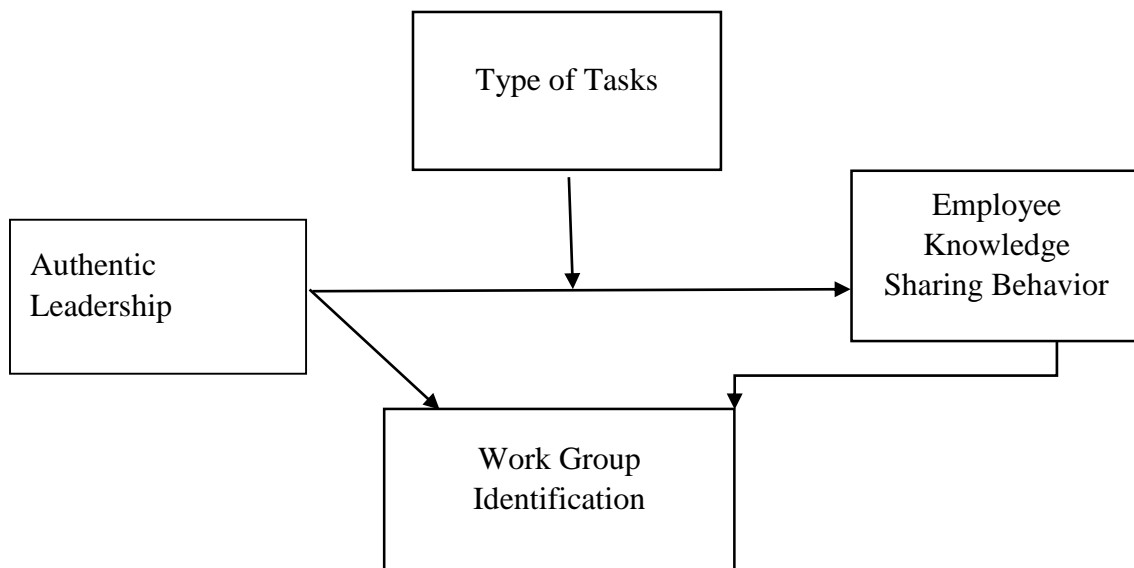 Type of Tasks
Employee
Knowledge
Sharing Behavior
Authentic
Leadership
Work Group
Identification